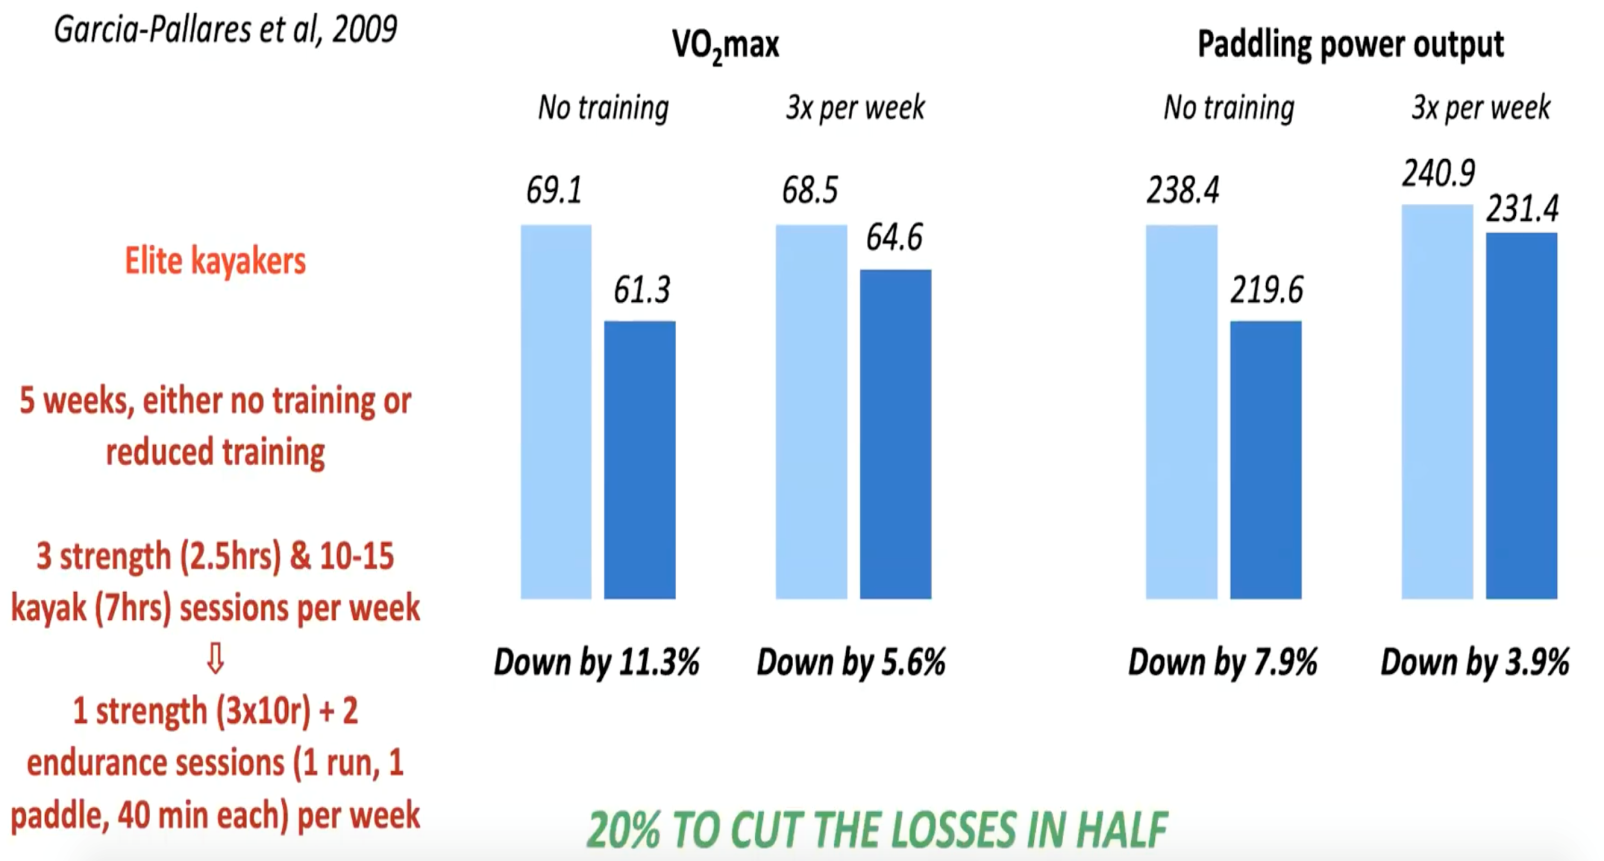 Garcia-Pallares et al, 2009
Elite kayakers
5 weeks, either no training or
reduced training
3 strength (2.5hrs) & 10-15
kayak (7hrs) sessions per week
⇩
1 strength (3x10r) + 2
endurance sessions (1 run, 1
paddle, 40 min each) per week
VO₂max
No training
3x per week
69.1
61.3
68.5
64.6
Down by 11.3%
Down by 5.6%
Paddling power output
No training
3x per week
238.4
219.6
240.9
231.4
Down by 7.9%
Down by 3.9%
20% TO CUT THE LOSSES IN HALF